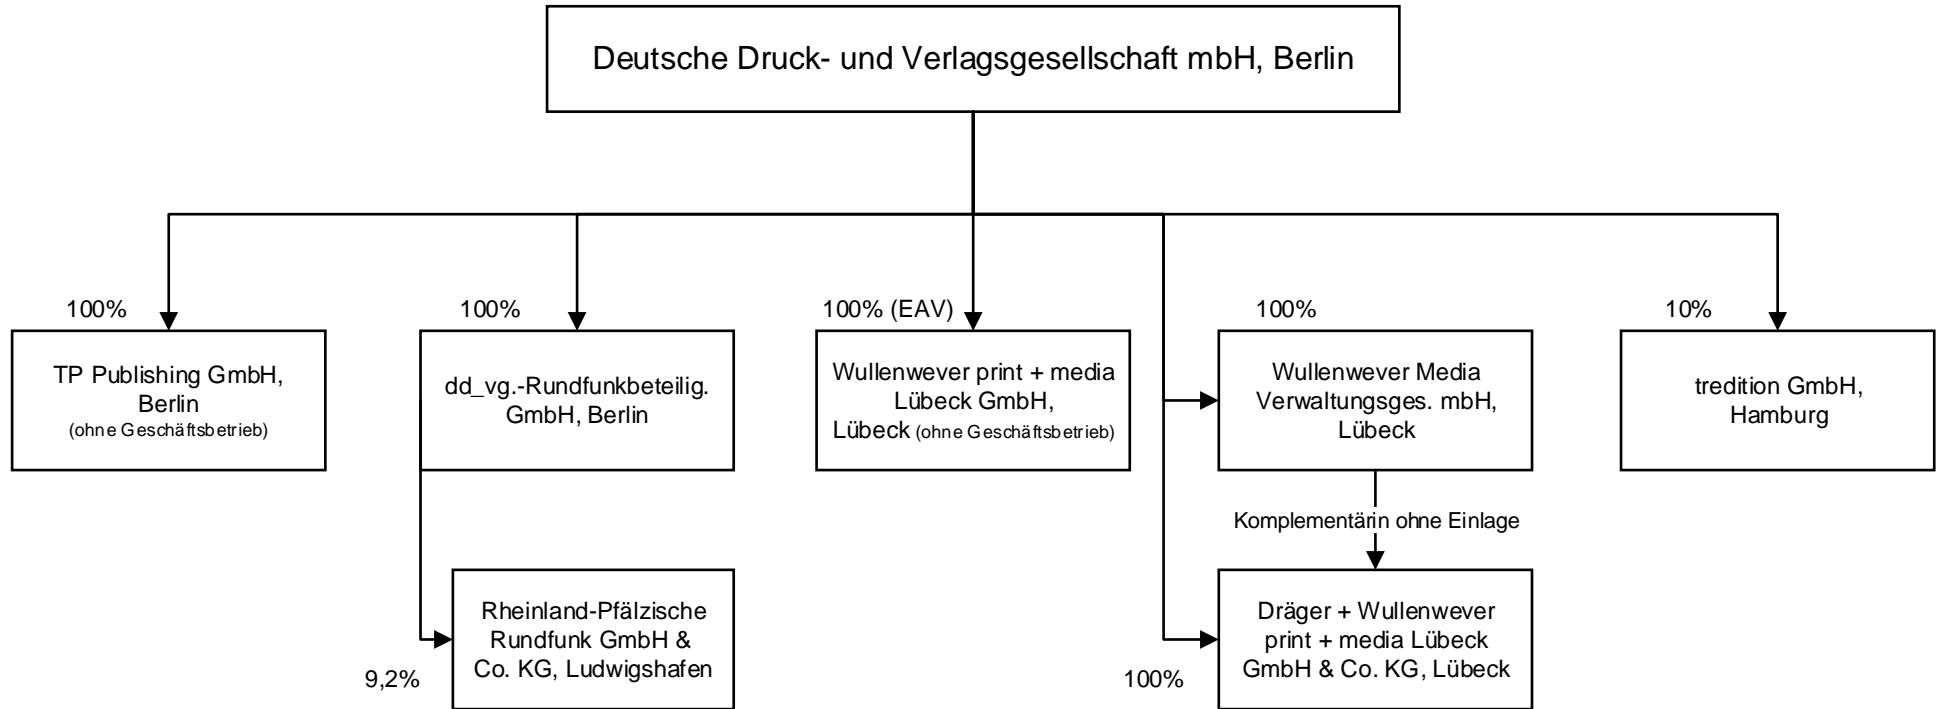 Deutsche Druck- und Verlagsgesellschaft mbH, Berlin
100%
TP Publishing GmbH,
Berlin
(ohne Geschäftsbetrieb)
100%
dd_vg.-Rundfunkbeteilig.
GmbH, Berlin
100% (EAV)
Wullenwever print + media
Lübeck GmbH,
Lübeck (ohne Geschäftsbetrieb)
100%
Wullenwever Media
Verwaltungsges. mbH,
Lübeck
10%
tredition GmbH,
Hamburg
Komplementärin ohne Einlage
9,2%
Rheinland-Pfälzische
Rundfunk GmbH &
Co. KG, Ludwigshafen
100%
Dräger + Wullenwever
print + media Lübeck
GmbH & Co. KG, Lübeck